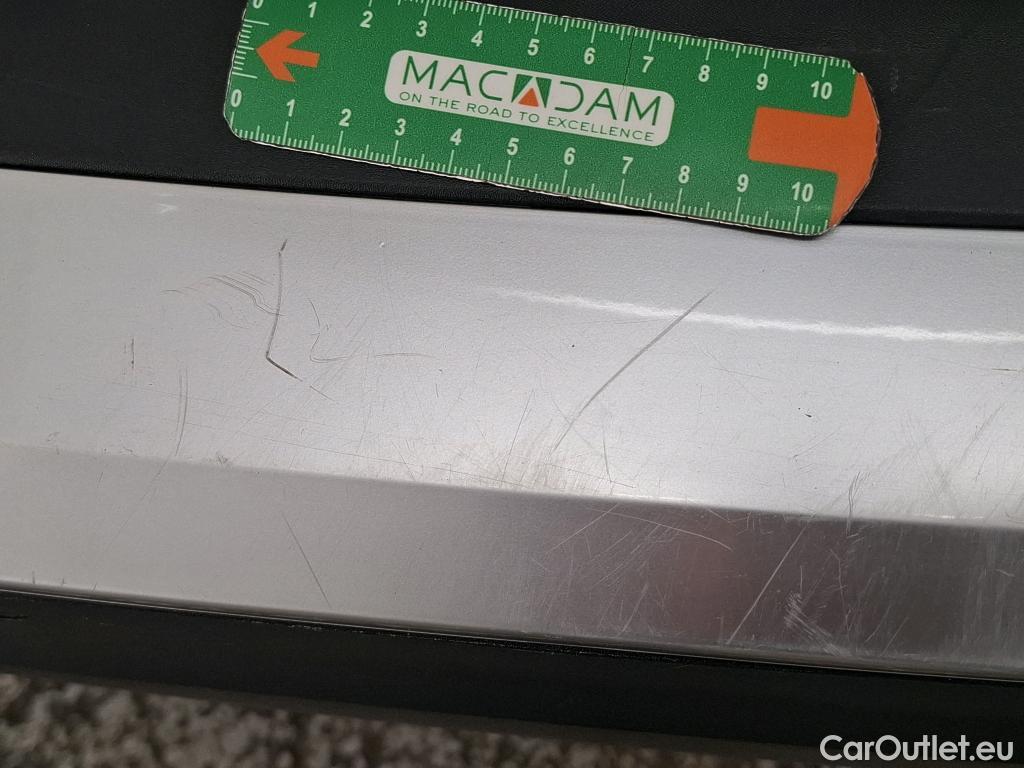 0 1 2 3 4 5 6 7 8 9 10
MACADAM
ON THE ROAD TO EXCELLENCE
0 1 2 3 4 5 6 7 8 9 10
CarOutlet.eu